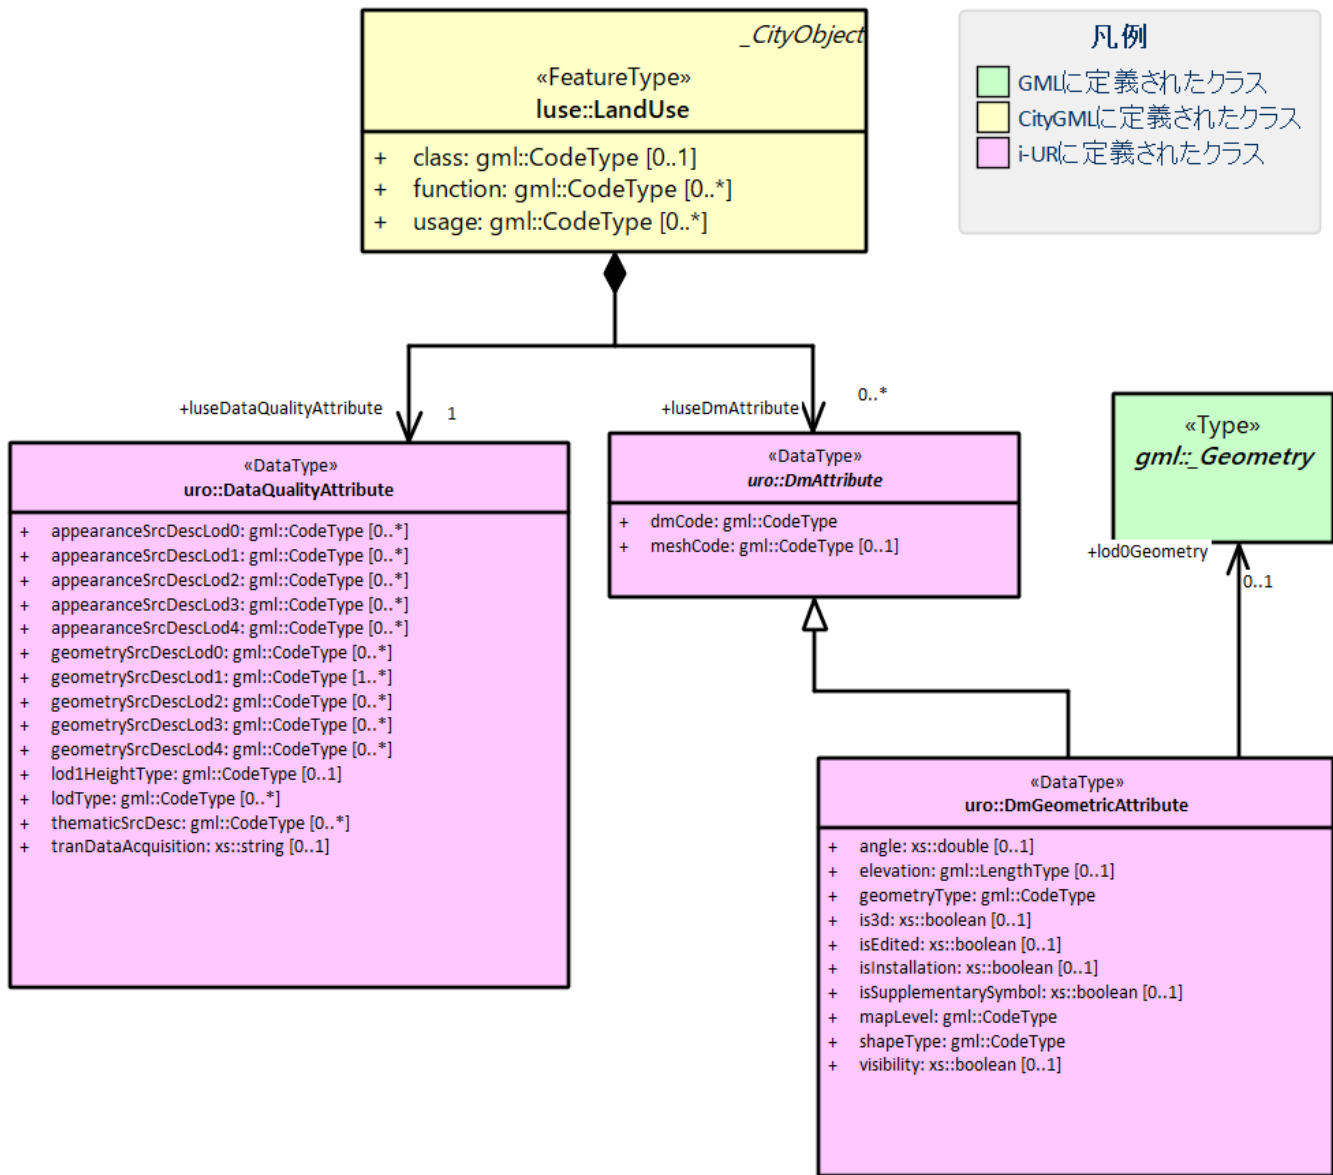 _CityObject
«FeatureType»
luse::LandUse
+ class: gml::CodeType [0..1]
+ function: gml::CodeType [0..*]
+ usage: gml::CodeType [0..*]
凡例
GMLに定義されたクラス
CityGMLに定義されたクラス
i-URに定義されたクラス
+luseDataQualityAttribute 1
+luseDmAttribute 0..*
«DataType»
uro::DataQualityAttribute
+ appearanceSrcDescLod0: gml::CodeType [0..*]
+ appearanceSrcDescLod1: gml::CodeType [0..*]
+ appearanceSrcDescLod2: gml::CodeType [0..*]
+ appearanceSrcDescLod3: gml::CodeType [0..*]
+ appearanceSrcDescLod4: gml::CodeType [0..*]
+ geometrySrcDescLod0: gml::CodeType [0..*]
+ geometrySrcDescLod1: gml::CodeType [1..*]
+ geometrySrcDescLod2: gml::CodeType [0..*]
+ geometrySrcDescLod3: gml::CodeType [0..*]
+ geometrySrcDescLod4: gml::CodeType [0..*]
+ lod1HeightType: gml::CodeType [0..1]
+ lodType: gml::CodeType [0..*]
+ thematicSrcDesc: gml::CodeType [0..*]
+ tranDataAcquisition: xs::string [0..1]
«DataType»
uro::DmAttribute
+ dmCode: gml::CodeType
+ meshCode: gml::CodeType [0..1]
«Type»
gml::_Geometry
+lod0Geometry
0..1
«DataType»
uro::DmGeometricAttribute
+ angle: xs::double [0..1]
+ elevation: gml::LengthType [0..1]
+ geometryType: gml::CodeType
+ is3d: xs::boolean [0..1]
+ isEdited: xs::boolean [0..1]
+ isInstallation: xs::boolean [0..1]
+ isSupplementarySymbol: xs::boolean [0..1]
+ mapLevel: gml::CodeType
+ shapeType: gml::CodeType
+ visibility: xs::boolean [0..1]